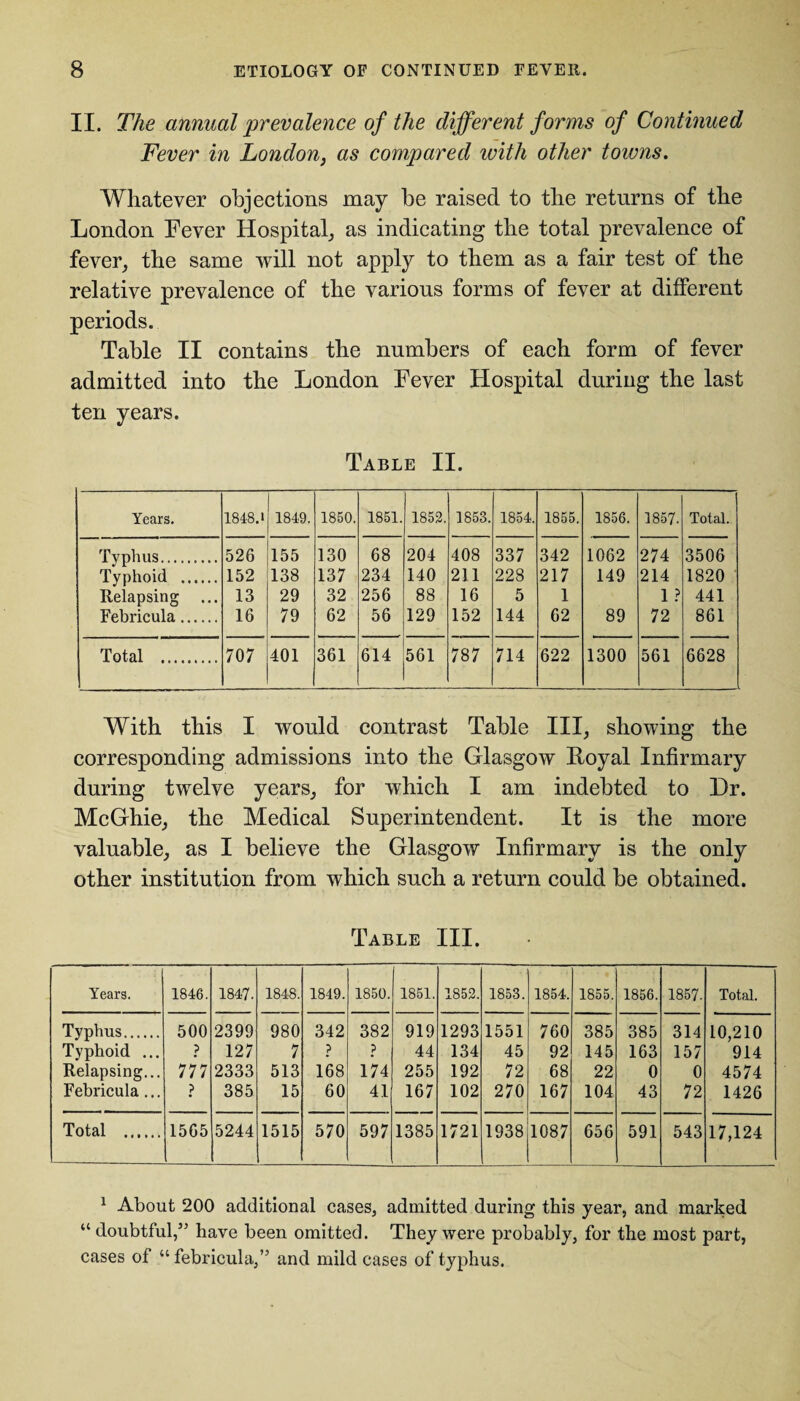 8 ETIOLOGY OF CONTINUED FEVER.
II. The annual prevalence of the different forms of Continued
Fever in London, as compared with other towns.
Whatever objections may be raised to the returns of the
London Fever Hospital, as indicating the total prevalence of
fever, the same will not apply to them as a fair test of the
relative prevalence of the various forms of fever at different
periods.
Table II contains the numbers of each form of fever
admitted into the London Fever Hospital during the last
ten years.
Table II.
Years. 1848.¹ 1849. 1850. 1851. 1852. 1853. 1854. 1855. 1856. 1857. Total.
Typhus......... 526 155 130 68 204 408 337 342 1062 274 3506
Typhoid ...... 152 138 137 234 140 211 228 217 149 214 1820
Relapsing ... 13 29 32 256 88 16 5 1 1 ? 441
Febricula...... 16 79 62 56 129 152 144 62 89 72 861
Total ......... 707 401 361 614 561 787 714 622 1300 561 6628
With this I would contrast Table III, showing the
corresponding admissions into the Glasgow Royal Infirmary
during twelve years, for which I am indebted to Dr.
McGhie, the Medical Superintendent. It is the more
valuable, as I believe the Glasgow Infirmary is the only
other institution from which such a return could be obtained.
Table III.
Years. 1846. 1847. 1848. 1849. 1850. 1851. 1852. 1853. 1854. 1855. 1856. 1857. Total.
Typhus...... 500 2399 980 342 382 919 1293 1551 760 385 385 314 10,210
Typhoid ... ? 127 7 ? ? 44 134 45 92 145 163 157 914
Relapsing... 777 2333 513 168 174 255 192 72 68 22 0 0 4574
Febricula... ? 385 15 60 41 167 102 270 167 104 43 72 1426
Total ...... 1565 5244 1515 570 597 1385 1721 1938 1087 656 591 543 17,124
¹ About 200 additional cases, admitted during this year, and marked
“doubtful,” have been omitted. They were probably, for the most part,
cases of “febricula,” and mild cases of typhus.